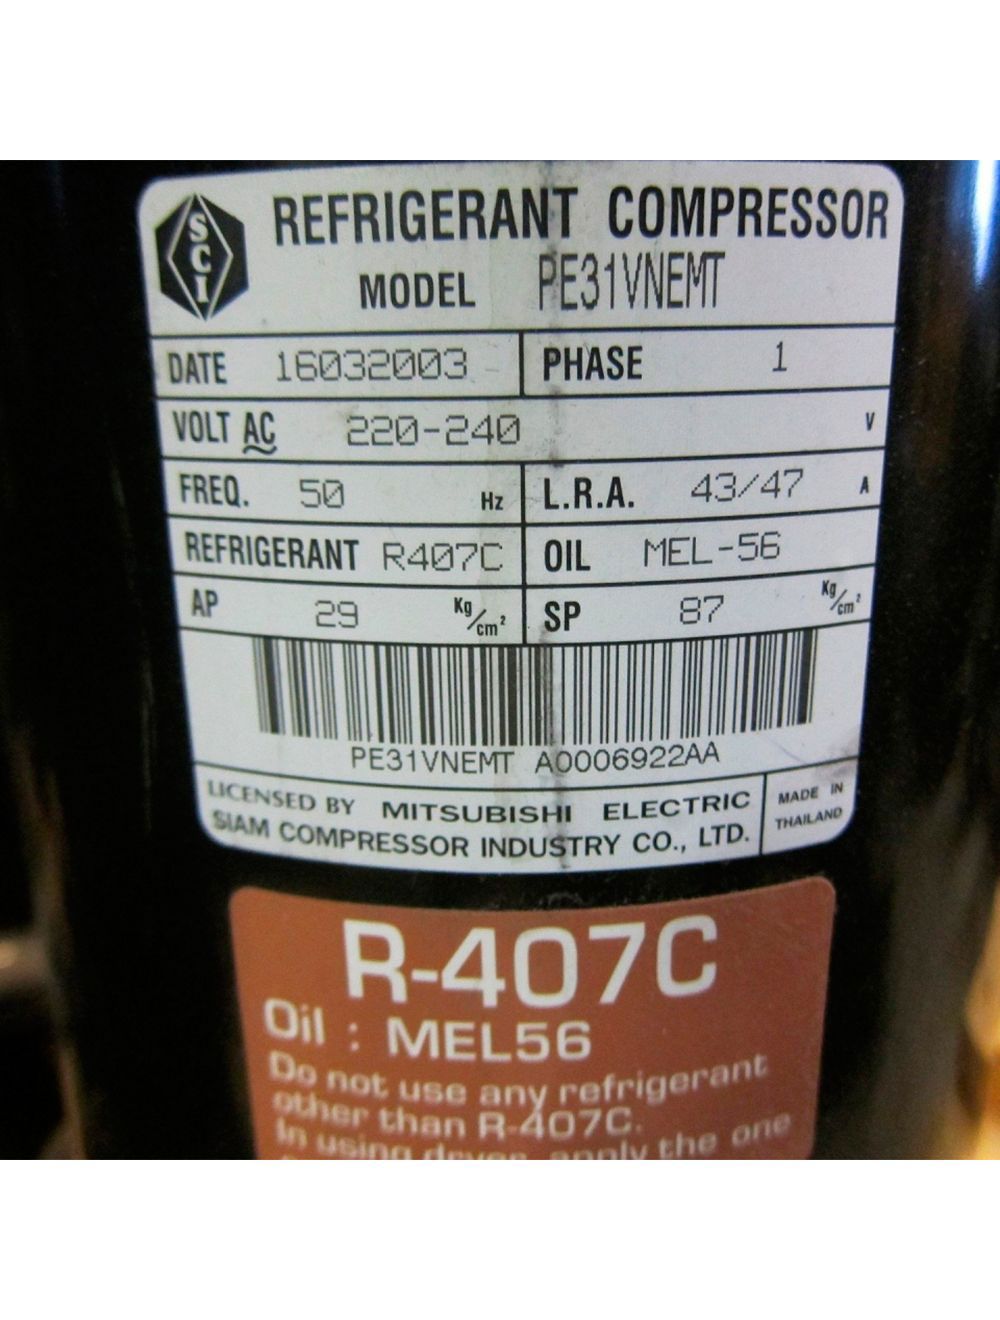 SCI
REFRIGERANT COMPRESSOR
MODEL PE31VNEMT
DATE 16032003 PHASE 1
VOLT AC 220-240 V
FREQ. 50 Hz L.R.A. 43/47 A
REFRIGERANT R407C OIL MEL-56
AP 29 Kg/cm² SP 87 Kg/cm²
PE31VNEMT A0006922AA
LICENSED BY MITSUBISHI ELECTRIC
SIAM COMPRESSOR INDUSTRY CO., LTD.
MADE IN
THAILAND
R-407C
Oil : MEL56
Do not use any refrigerant
other than R-407C.
In using dryer, apply the one